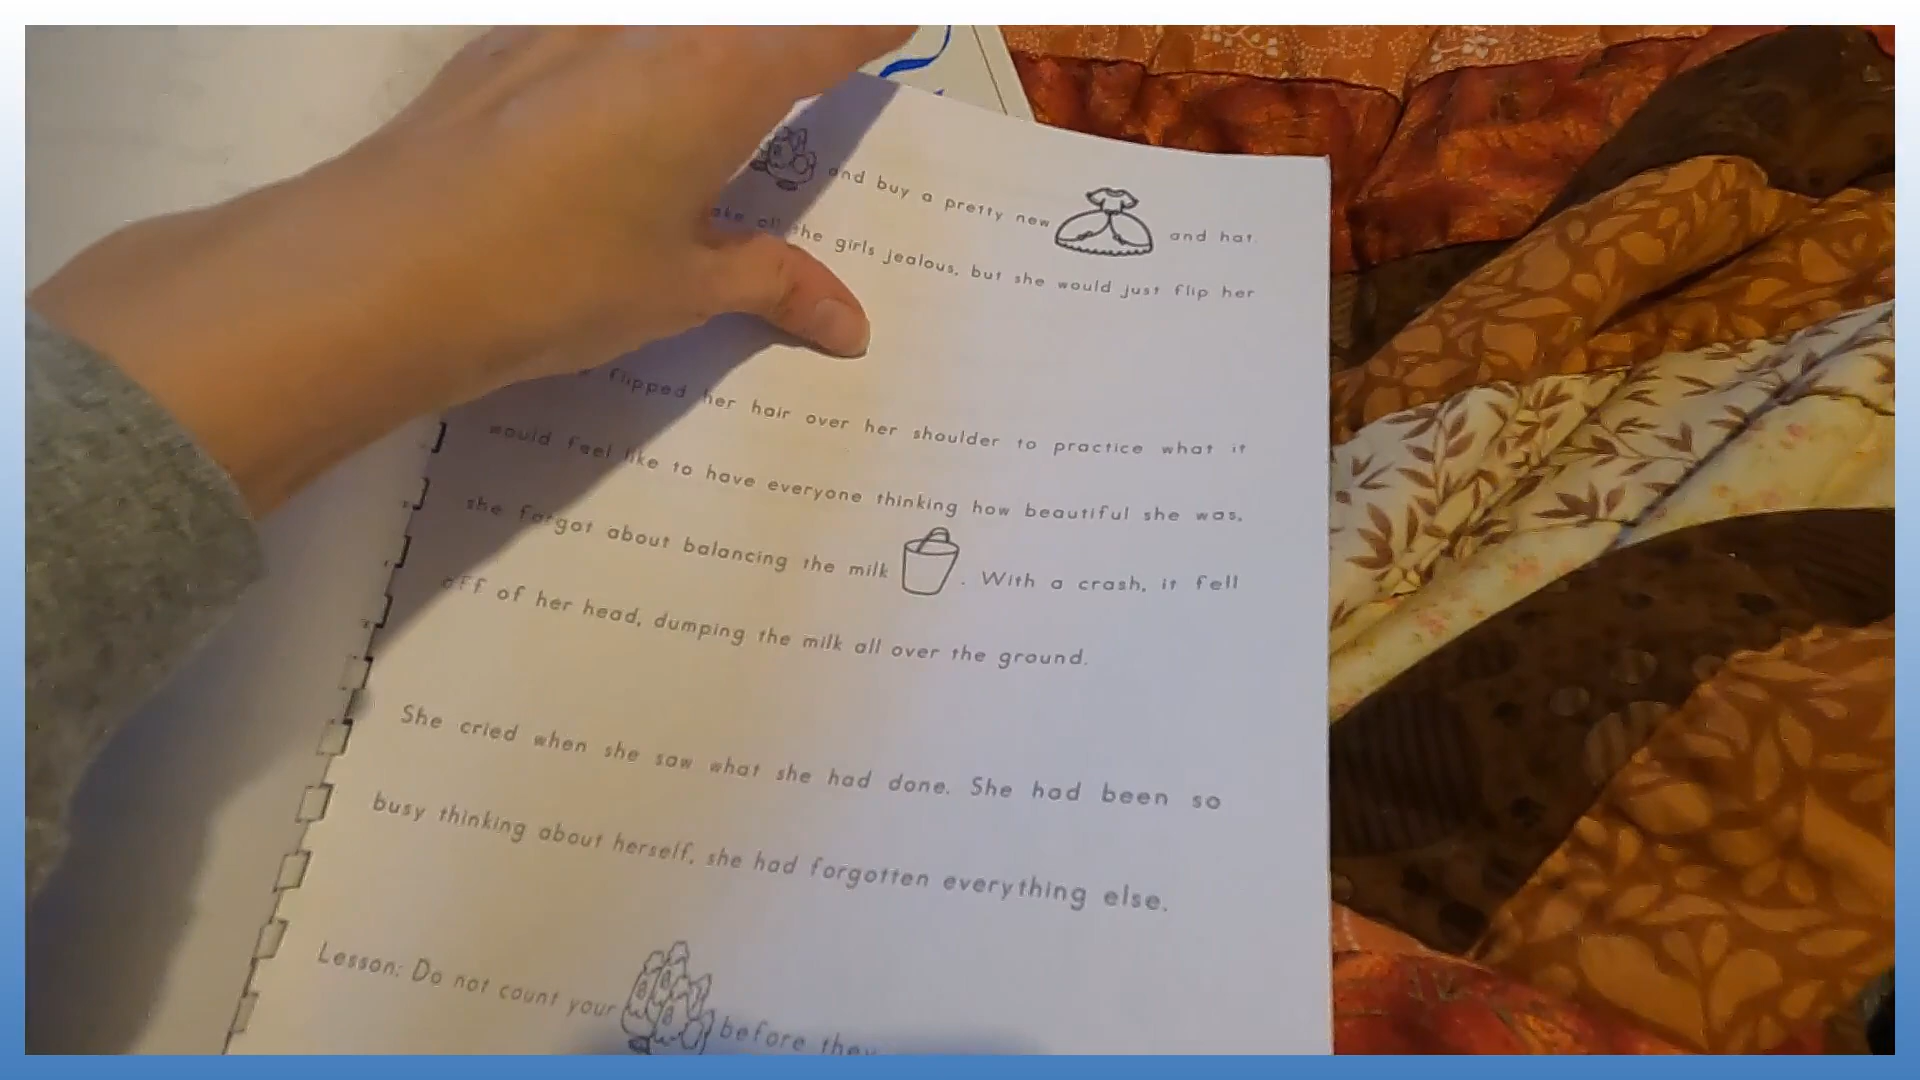 and buy a pretty new and hat.
the girls jealous, but she would just flip her
flipped her hair over her shoulder to practice what it
would feel like to have everyone thinking how beautiful she was,
she forgot about balancing the milk . With a crash, it fell
off of her head, dumping the milk all over the ground.
She cried when she saw what she had done. She had been so
busy thinking about herself, she had forgotten everything else.
Lesson: Do not count your before they